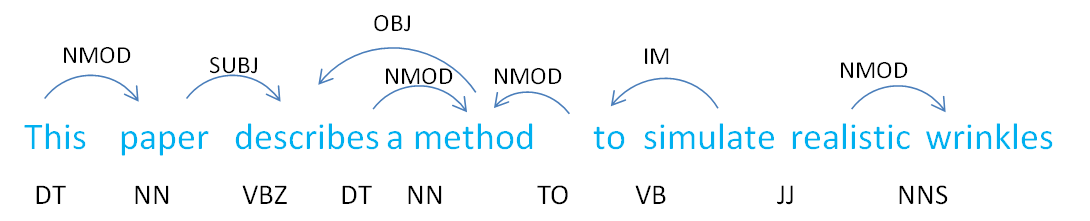 OBJ
NMOD SUBJ NMOD NMOD IM NMOD
This paper describes a method to simulate realistic wrinkles
DT NN VBZ DT NN TO VB JJ NNS